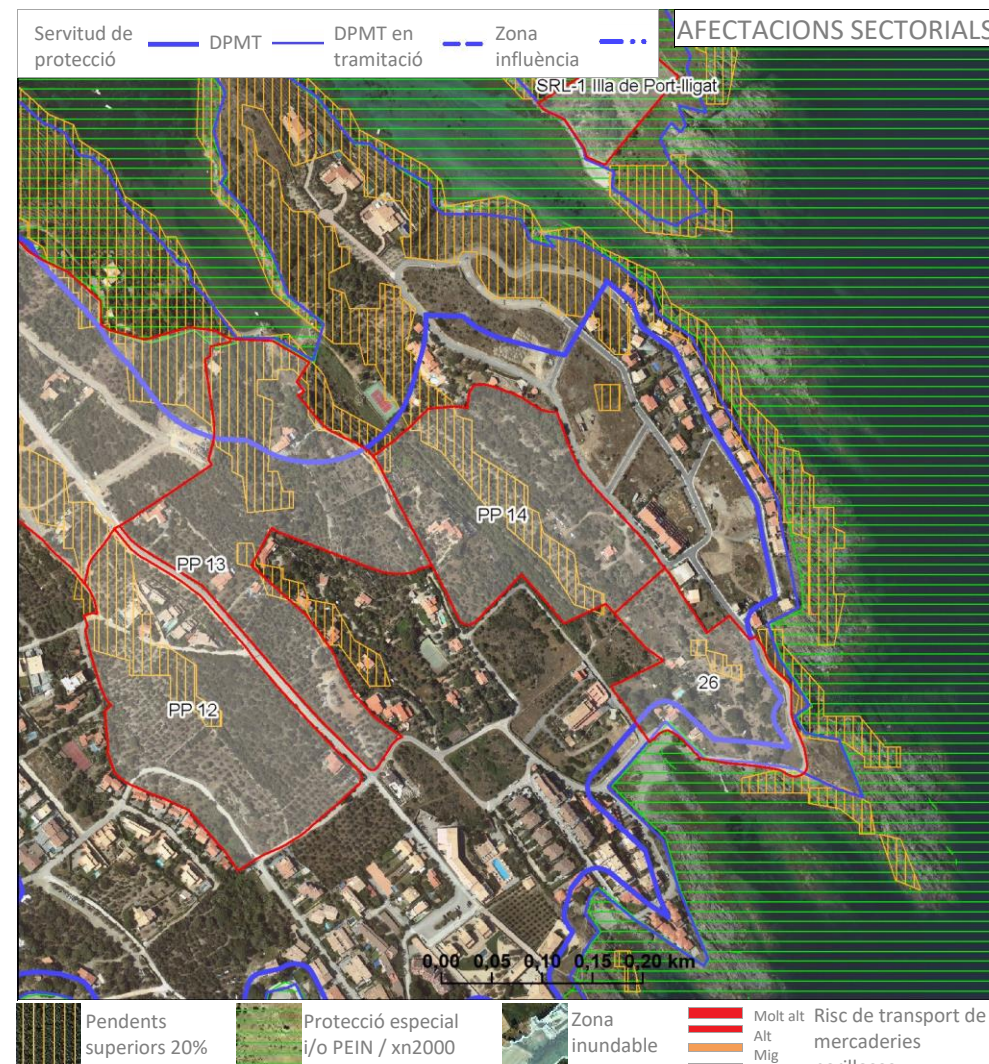 AFECTACIONS SECTORIALS
Servitud de
protecció
DPMT
DPMT en
tramitació
Zona
influència
SRL-1 Illa de Port-lligat
PP 14
PP 13
26
PP 12
0,00 0,05 0,10 0,15 0,20 km
Pendents
superiors 20%
Protecció especial
i/o PEIN / xn2000
Zona
inundable
Molt alt
Alt
Mig
Risc de transport de
mercaderies